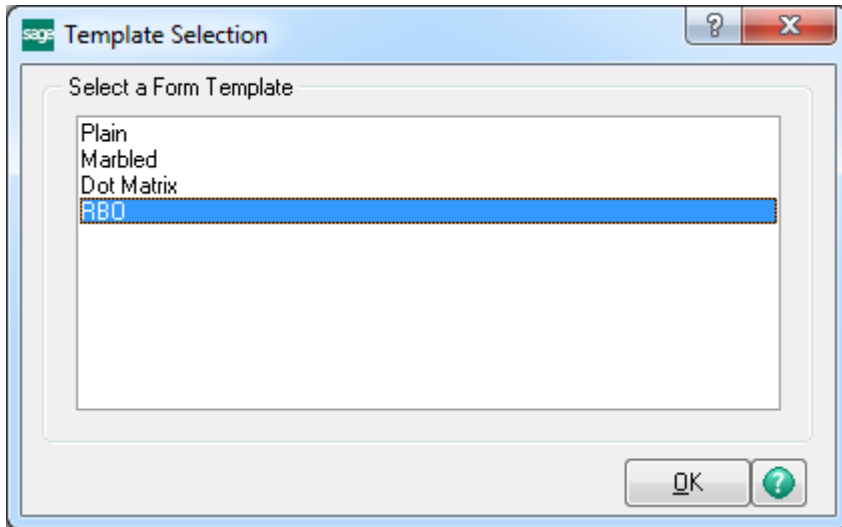 sage Template Selection
Select a Form Template
Plain
Marbled
Dot Matrix
RBO
OK